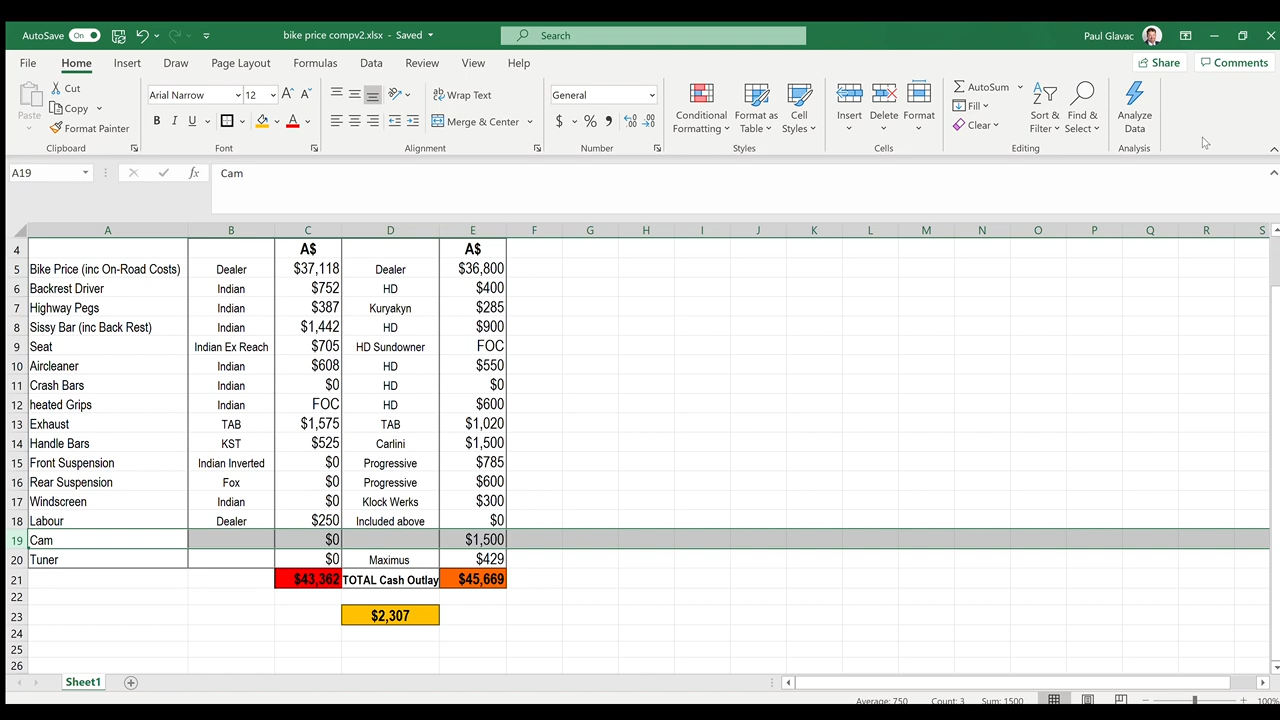 AutoSave On bike price compv2.xlsx - Saved Search Paul Glavac
File Home Insert Draw Page Layout Formulas Data Review View Help Share Comments
Paste Cut Copy Format Painter Clipboard
Arial Narrow 12 A A B I U A Font
Wrap Text Merge & Center Alignment
General $ % , Number
Conditional Formatting Format as Table Cell Styles Styles
Insert Delete Format Cells
AutoSum Fill Clear Sort & Filter Find & Select Editing
Analyze Data Analysis
A19 fx Cam
A B C D E F G H I J K L M N O P Q R S
4 A$ A$
5 Bike Price (inc On-Road Costs) Dealer $37,118 Dealer $36,800
6 Backrest Driver Indian $752 HD $400
7 Highway Pegs Indian $387 Kuryakyn $285
8 Sissy Bar (inc Back Rest) Indian $1,442 HD $900
9 Seat Indian Ex Reach $705 HD Sundowner FOC
10 Aircleaner Indian $608 HD $550
11 Crash Bars Indian $0 HD $0
12 heated Grips Indian FOC HD $600
13 Exhaust TAB $1,575 TAB $1,020
14 Handle Bars KST $525 Carlini $1,500
15 Front Suspension Indian Inverted $0 Progressive $785
16 Rear Suspension Fox $0 Progressive $600
17 Windscreen Indian $0 Klock Werks $300
18 Labour Dealer $250 Included above $0
19 Cam $0 $1,500
20 Tuner $0 Maximus $429
21 $43,362 TOTAL Cash Outlay $45,669
22
23 $2,307
24
25
26
Sheet1
Average: 750 Count: 3 Sum: 1500 100%